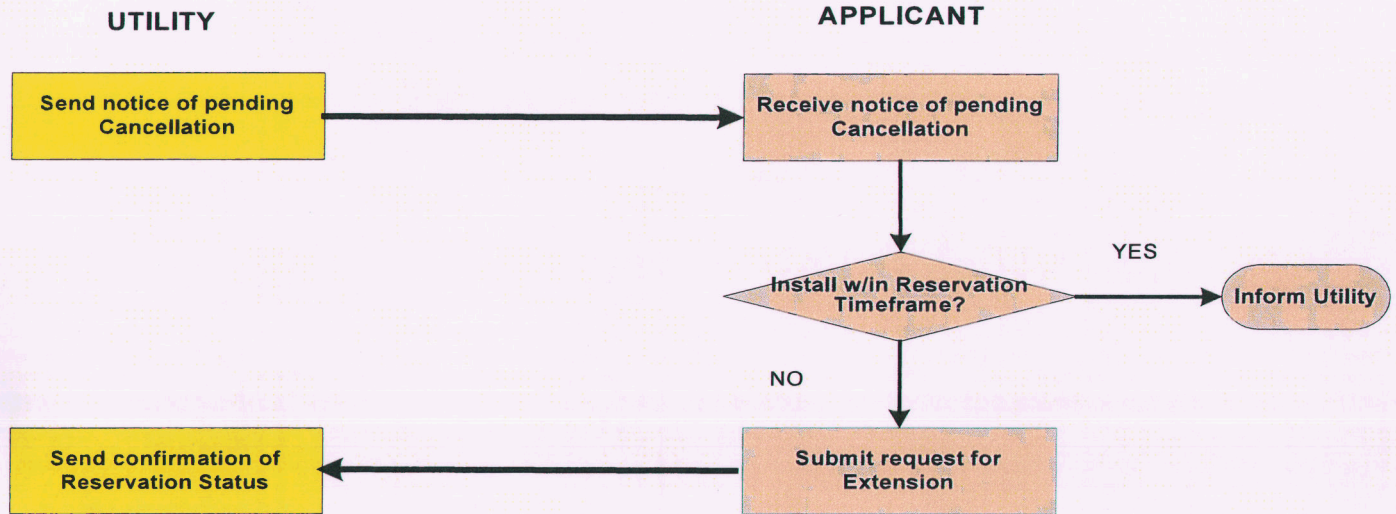 UTILITY
APPLICANT
Send notice of pending
Cancellation
Receive notice of pending
Cancellation
Install w/in Reservation
Timeframe?
YES
Inform Utility
NO
Send confirmation of
Reservation Status
Submit request for
Extension